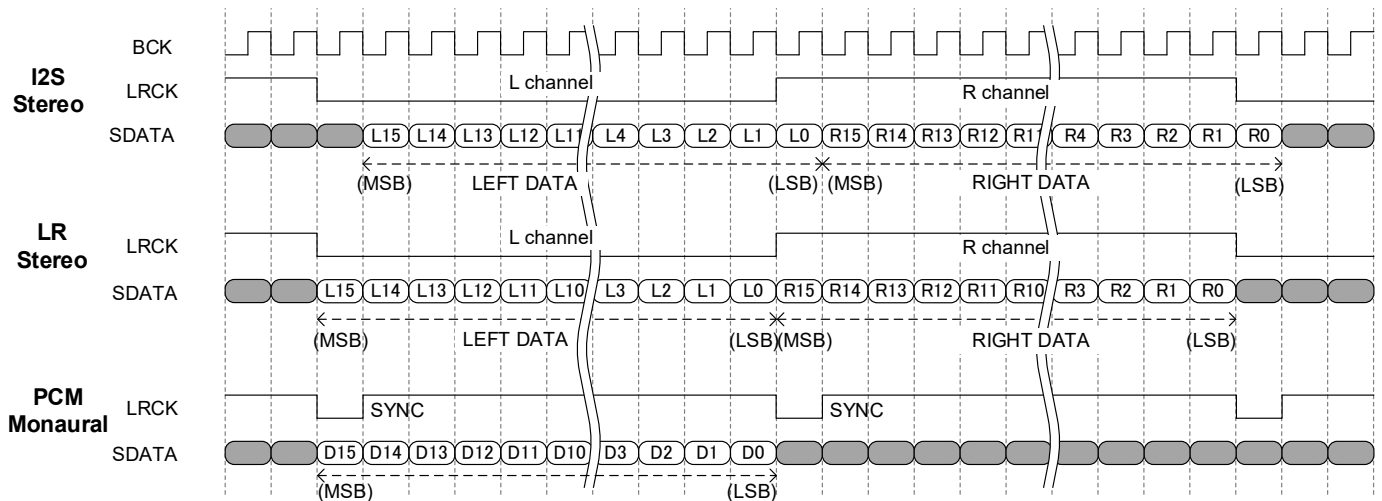 BCK
I2S
Stereo
LRCK
L channel
R channel
SDATA
L15 L14 L13 L12 L11 L4 L3 L2 L1 L0 R15 R14 R13 R12 R11 R4 R3 R2 R1 R0
(MSB) LEFT DATA (LSB) (MSB) RIGHT DATA (LSB)
LR
Stereo
LRCK
L channel
R channel
SDATA
L15 L14 L13 L12 L11 L10 L3 L2 L1 L0 R15 R14 R13 R12 R11 R10 R3 R2 R1 R0
(MSB) LEFT DATA (LSB) (MSB) RIGHT DATA (LSB)
PCM
Monaural
LRCK
SYNC
SYNC
SDATA
D15 D14 D13 D12 D11 D10 D3 D2 D1 D0
(MSB) (LSB)